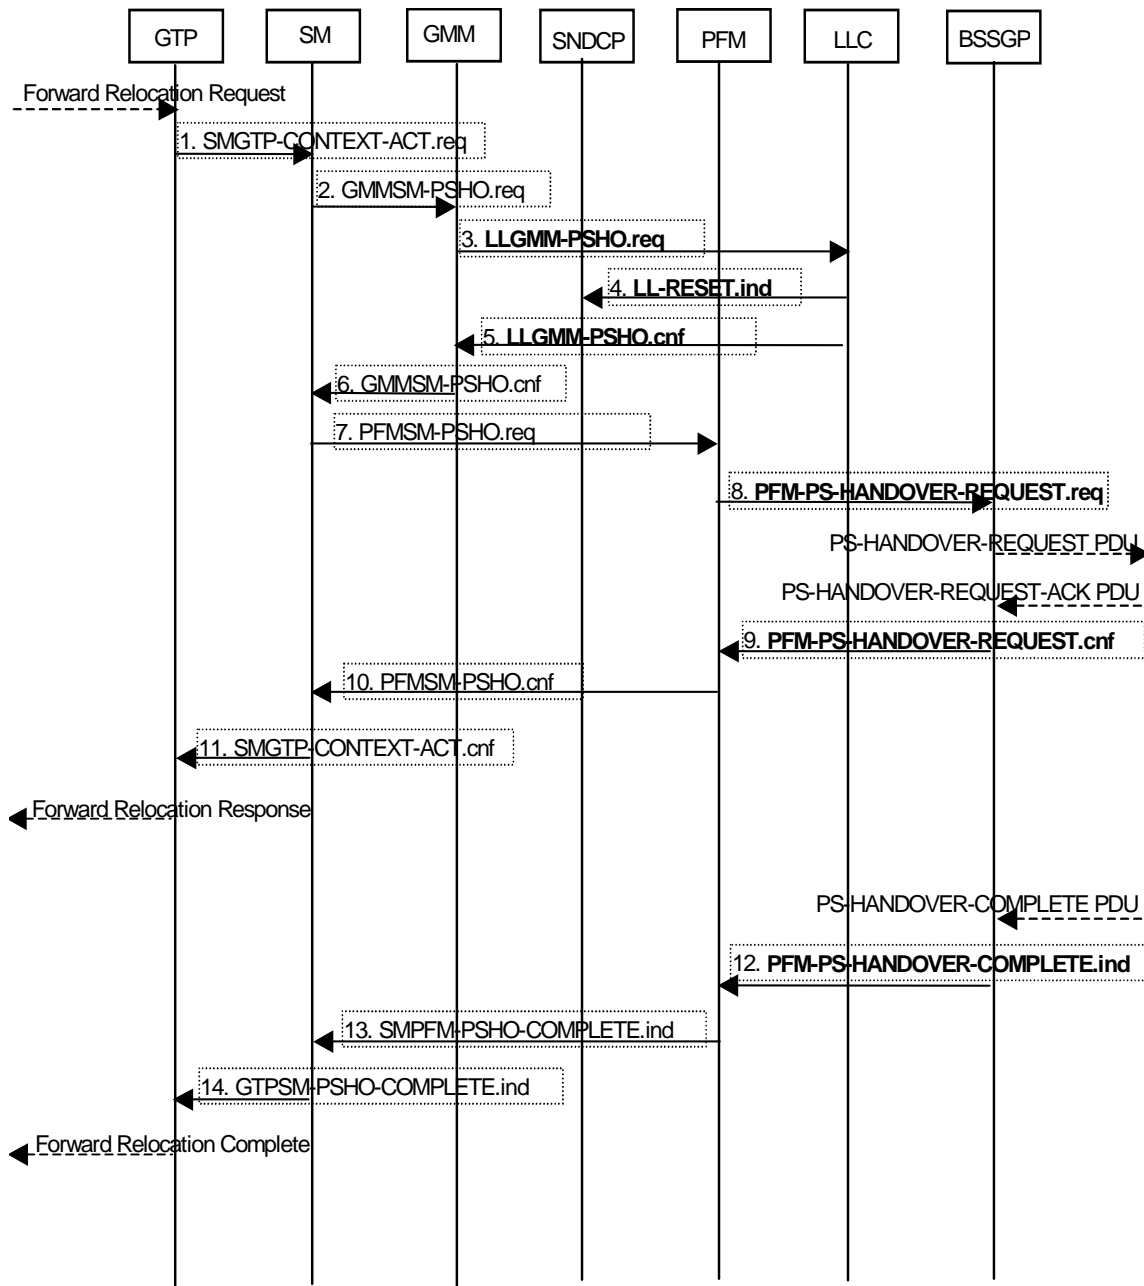 GTP
SM
GMM
SNDCP
PFM
LLC
BSSGP
Forward Relocation Request
1. SMGTP-CONTEXT-ACT.req
2. GMMSM-PSHO.req
3. LLGMM-PSHO.req
4. LL-RESET.ind
5. LLGMM-PSHO.cnf
6. GMMSM-PSHO.cnf
7. PFMSM-PSHO.req
8. PFM-PS-HANDOVER-REQUEST.req
PS-HANDOVER-REQUEST PDU
PS-HANDOVER-REQUEST-ACK PDU
9. PFM-PS-HANDOVER-REQUEST.cnf
10. PFMSM-PSHO.cnf
11. SMGTP-CONTEXT-ACT.cnf
Forward Relocation Response
PS-HANDOVER-COMPLETE PDU
12. PFM-PS-HANDOVER-COMPLETE.ind
13. SMPFM-PSHO-COMPLETE.ind
14. GTPSM-PSHO-COMPLETE.ind
Forward Relocation Complete